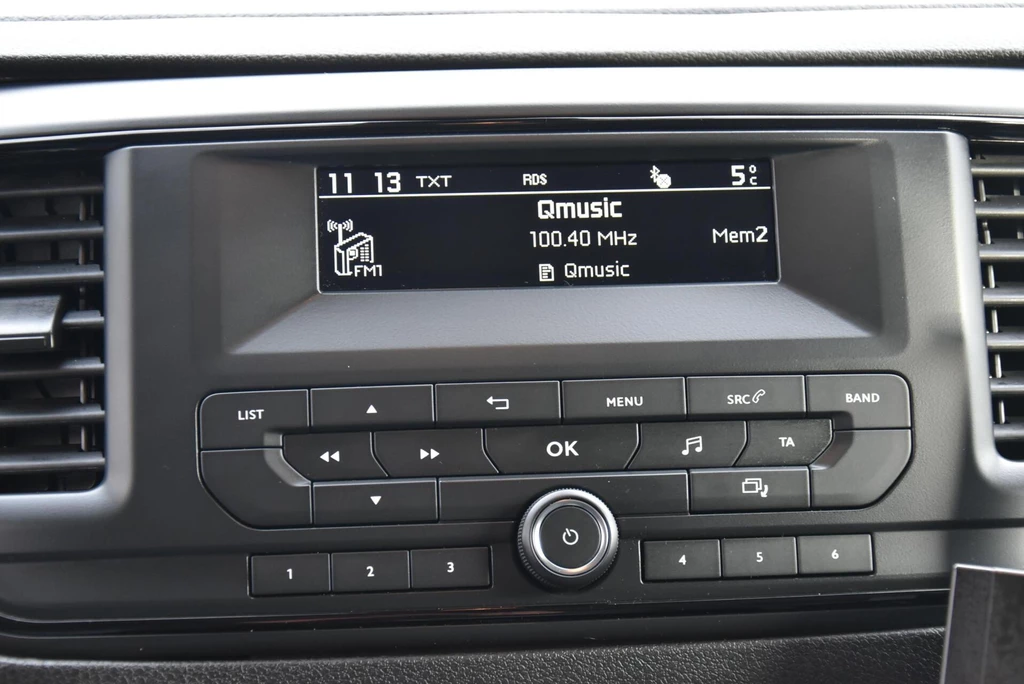 11 13 TXT RDS 5°C
Qmusic
100.40 MHz Mem2
FM1 Qmusic
LIST MENU SRC BAND
OK TA
1 2 3 4 5 6